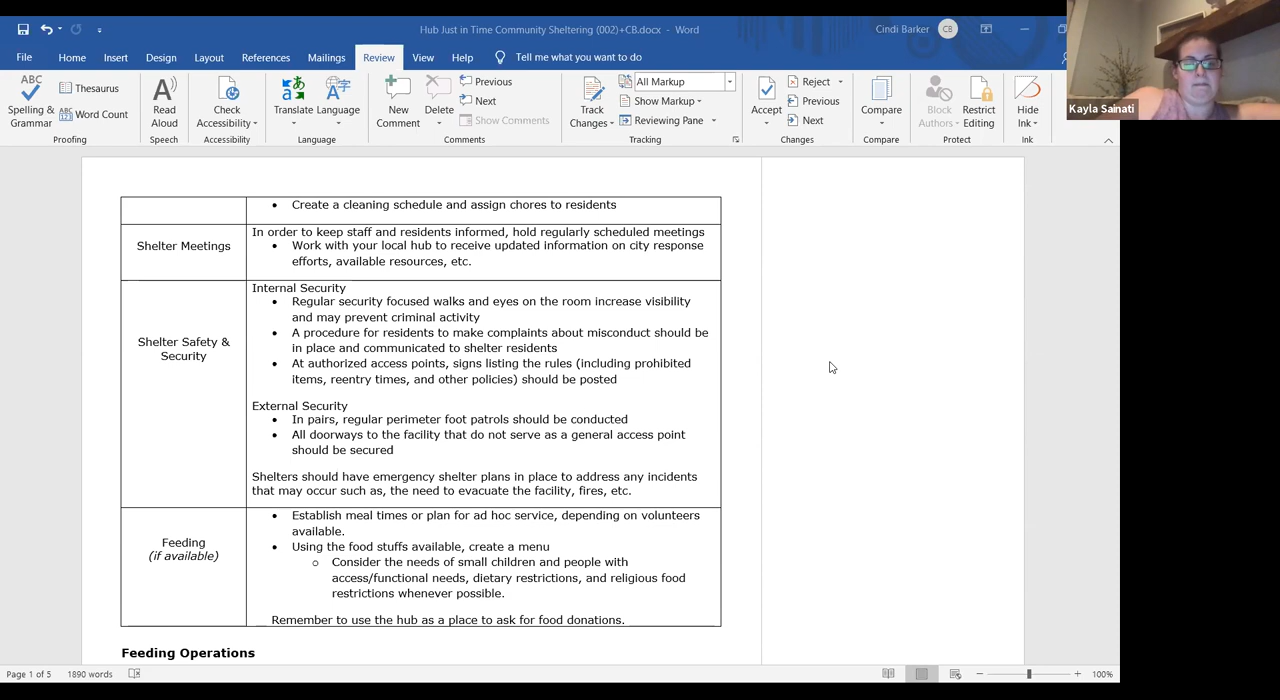 Hub Just in Time Community Sheltering (002)+CB.docx - Word
Cindi Barker
CB
File
Home
Insert
Design
Layout
References
Mailings
Review
View
Help
Tell me what you want to do
Kayla Sainati
ABC
Spelling &
Grammar
Thesaurus
ABC
123
Word Count
Proofing
Read
Aloud
Speech
Check
Accessibility
Accessibility
Translate
Language
Language
New
Comment
Delete
Previous
Next
Show Comments
Comments
Track
Changes
All Markup
Show Markup
Reviewing Pane
Tracking
Accept
Reject
Previous
Next
Changes
Compare
Compare
Block
Authors
Restrict
Editing
Protect
Hide
Ink
Ink
• Create a cleaning schedule and assign chores to residents
Shelter Meetings
In order to keep staff and residents informed, hold regularly scheduled meetings
• Work with your local hub to receive updated information on city response
efforts, available resources, etc.
Shelter Safety &
Security
Internal Security
• Regular security focused walks and eyes on the room increase visibility
and may prevent criminal activity
• A procedure for residents to make complaints about misconduct should be
in place and communicated to shelter residents
• At authorized access points, signs listing the rules (including prohibited
items, reentry times, and other policies) should be posted
External Security
• In pairs, regular perimeter foot patrols should be conducted
• All doorways to the facility that do not serve as a general access point
should be secured
Shelters should have emergency shelter plans in place to address any incidents
that may occur such as, the need to evacuate the facility, fires, etc.
Feeding
(if available)
• Establish meal times or plan for ad hoc service, depending on volunteers
available.
• Using the food stuffs available, create a menu
o Consider the needs of small children and people with
access/functional needs, dietary restrictions, and religious food
restrictions whenever possible.
Remember to use the hub as a place to ask for food donations.
Feeding Operations
Page 1 of 5
1890 words
100%